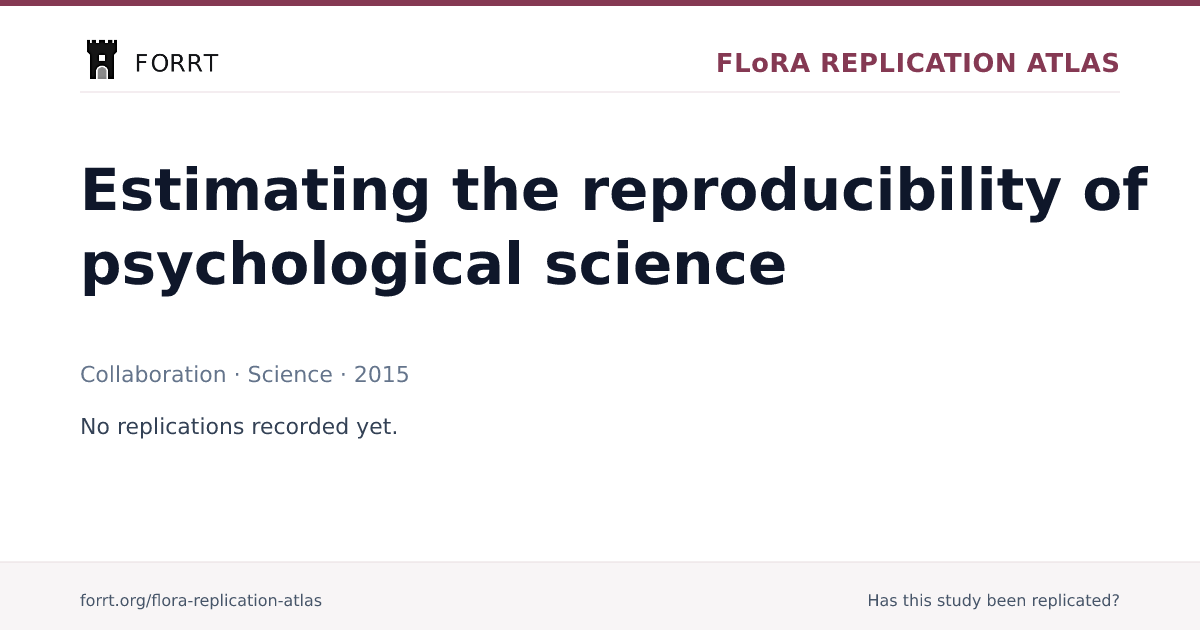 FORRT
FLoRA REPLICATION ATLAS
Estimating the reproducibility of
psychological science
Collaboration · Science · 2015
No replications recorded yet.
forrt.org/flora-replication-atlas
Has this study been replicated?